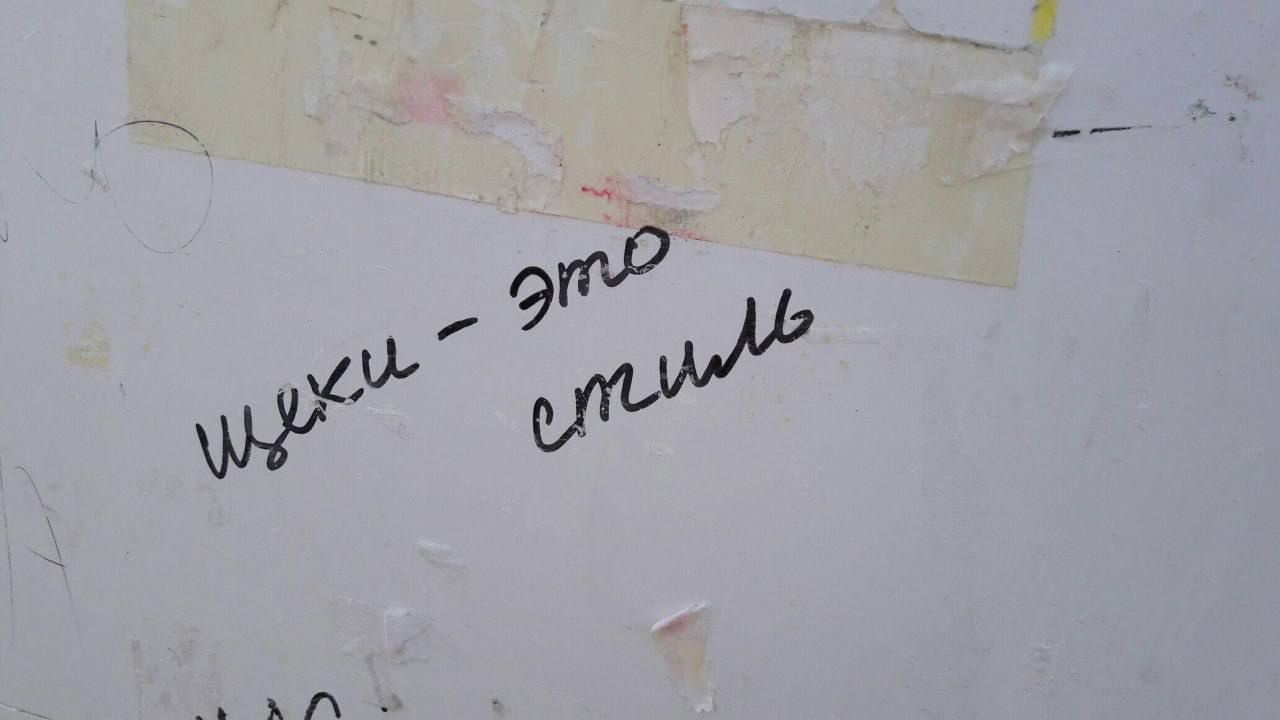 щеки - это
стиль